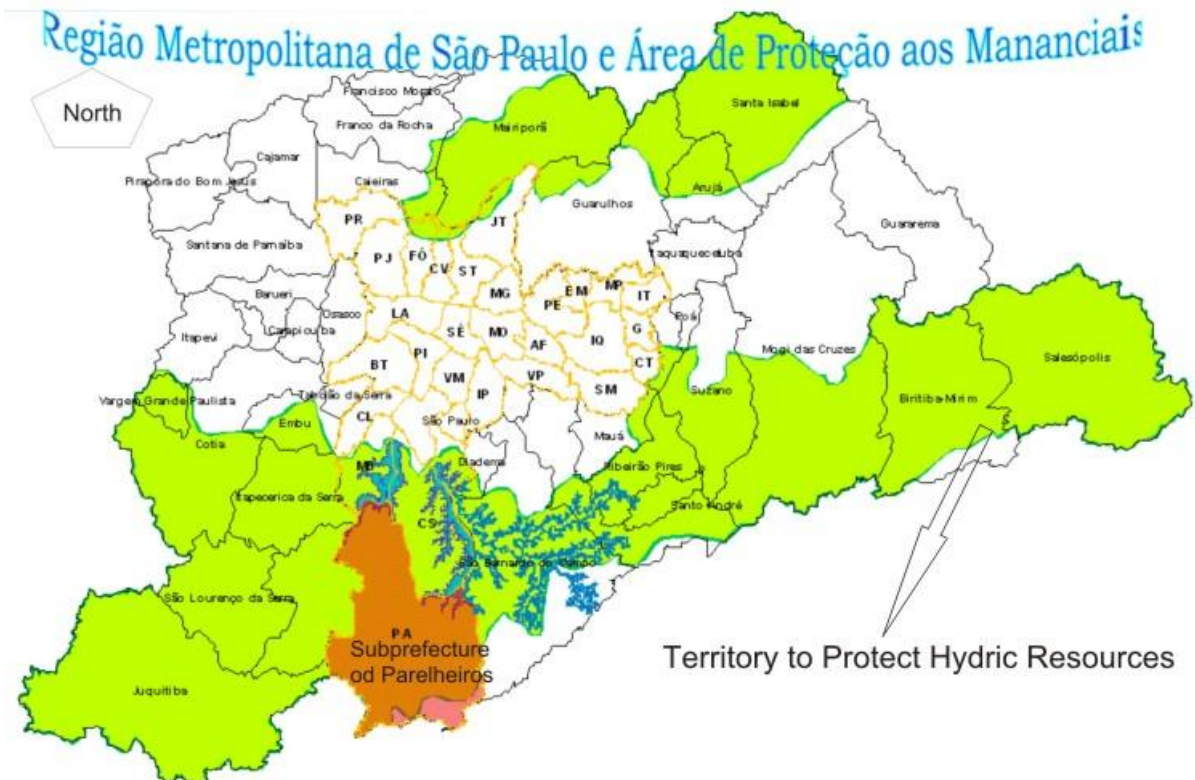 Região Metropolitana de São Paulo e Área de Proteção aos Mananciais
North
Francisco Morato
Franco da Rocha
Mairiporã
Santa Isabel
Cajamar
Pirapora do Bom Jesus
Caieiras
Arujá
Guarulhos
PR
JT
Guararema
Santana de Parnaíba
PJ
FÓ
CV
ST
Itaquaquecetuba
Barueri
MG
PE
EM
MP
IT
Itapevi
Carapicuíba
Osasco
LA
SÉ
MO
AF
IQ
G
Poá
BT
PI
VM
IP
VP
CT
Mogi das Cruzes
Salesópolis
SM
Suzano
Biritiba-Mirim
Vargem Grande Paulista
Taboão da Serra
CL
São Paulo
Embu
Cotia
Mauá
Diadema
Ribeirão Pires
Itapecerica da Serra
Santo André
CS
São Bernardo do Campo
São Lourenço da Serra
PA
Subprefecture
od Parelheiros
Territory to Protect Hydric Resources
Juquitiba